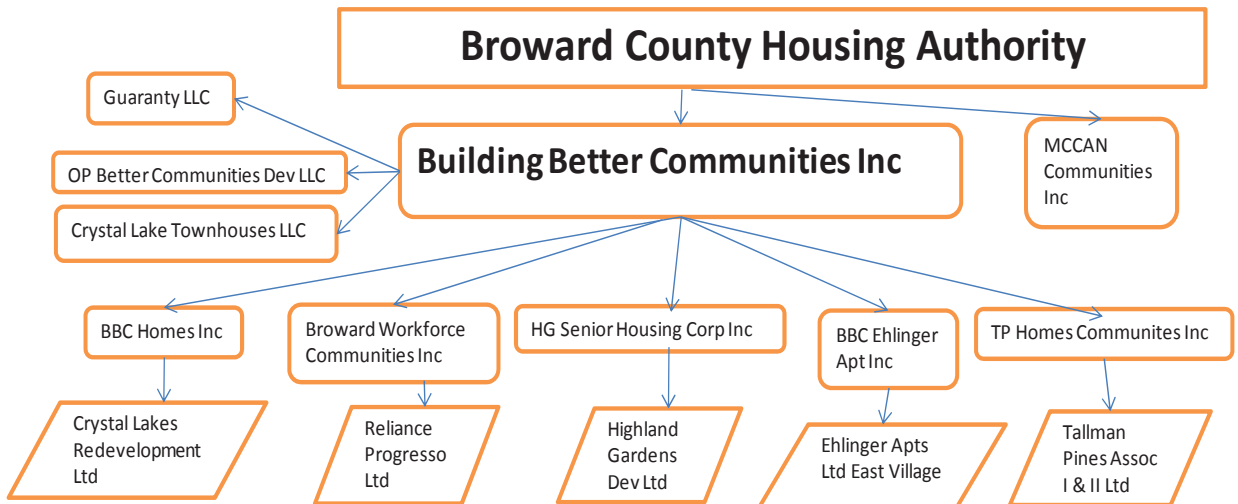 Broward County Housing Authority
Guaranty LLC
OP Better Communities Dev LLC
Crystal Lake Townhouses LLC
Building Better Communities Inc
MCCAN
Communities
Inc
BBC Homes Inc
Broward Workforce
Communities Inc
HG Senior Housing Corp Inc
BBC Ehlinger
Apt Inc
TP Homes Communites Inc
Crystal Lakes
Redevelopment
Ltd
Reliance
Progresso
Ltd
Highland
Gardens
Dev Ltd
Ehlinger Apts
Ltd East Village
Tallman
Pines Assoc
I & II Ltd